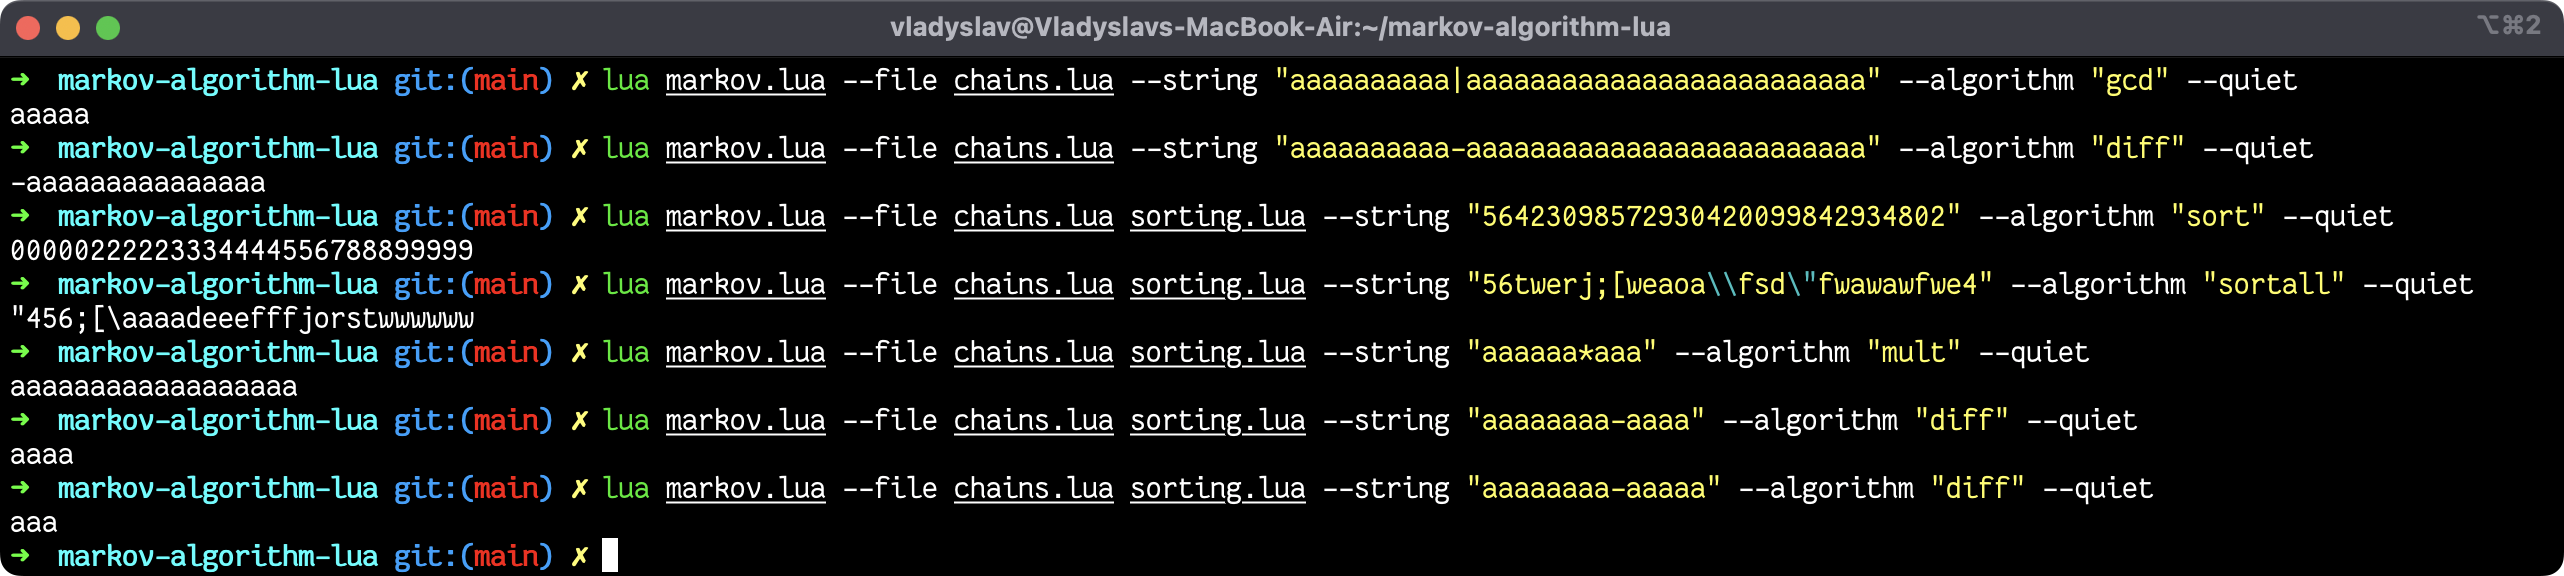 vladyslav@Vladyslavs-MacBook-Air:~/markov-algorithm-lua ⌥⌘2
➜ markov-algorithm-lua git:(main) ✗ lua markov.lua --file chains.lua --string "aaaaaaaaaa|aaaaaaaaaaaaaaaaaaaaaaaaa" --algorithm "gcd" --quiet
aaaaa
➜ markov-algorithm-lua git:(main) ✗ lua markov.lua --file chains.lua --string "aaaaaaaaaa-aaaaaaaaaaaaaaaaaaaaaaaaa" --algorithm "diff" --quiet
-aaaaaaaaaaaaaaa
➜ markov-algorithm-lua git:(main) ✗ lua markov.lua --file chains.lua sorting.lua --string "56423098572930420099842934802" --algorithm "sort" --quiet
00000222223334444556788899999
➜ markov-algorithm-lua git:(main) ✗ lua markov.lua --file chains.lua sorting.lua --string "56twerj;[weaoa\\fsd\"fwawawfwe4" --algorithm "sortall" --quiet
"456;[\aaaadeeefffjorstwwwwww
➜ markov-algorithm-lua git:(main) ✗ lua markov.lua --file chains.lua sorting.lua --string "aaaaaa*aaa" --algorithm "mult" --quiet
aaaaaaaaaaaaaaaaaa
➜ markov-algorithm-lua git:(main) ✗ lua markov.lua --file chains.lua sorting.lua --string "aaaaaaaa-aaaa" --algorithm "diff" --quiet
aaaa
➜ markov-algorithm-lua git:(main) ✗ lua markov.lua --file chains.lua sorting.lua --string "aaaaaaaa-aaaaa" --algorithm "diff" --quiet
aaa
➜ markov-algorithm-lua git:(main) ✗